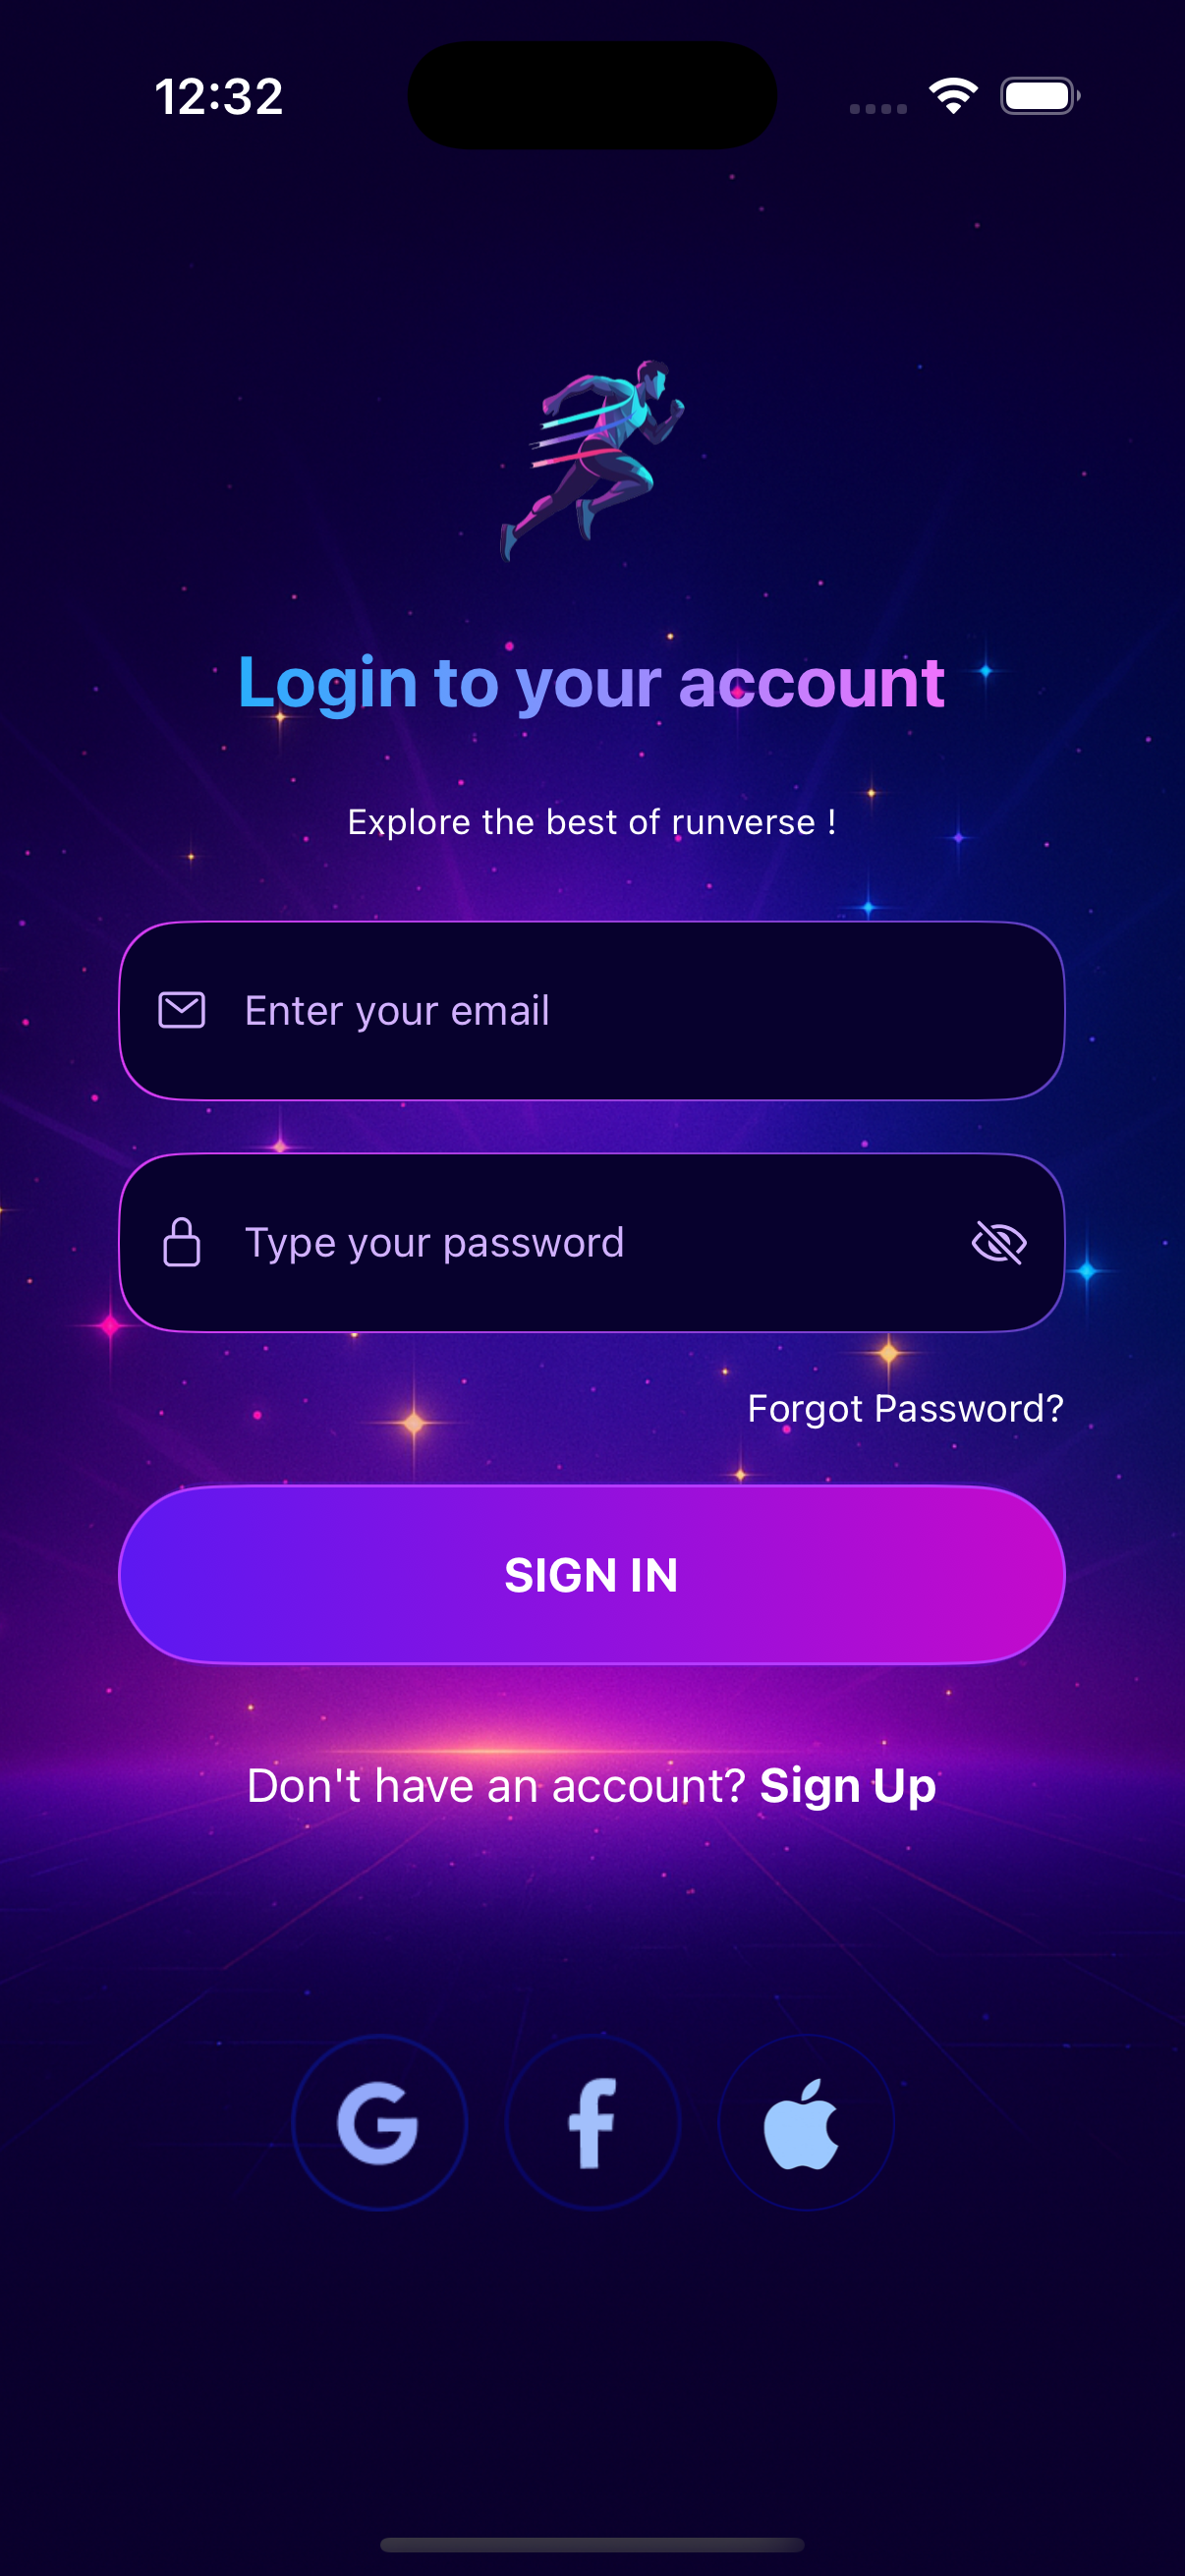 12:32
Login to your account
Explore the best of runverse !
Enter your email
Type your password
Forgot Password?
SIGN IN
Don't have an account? Sign Up